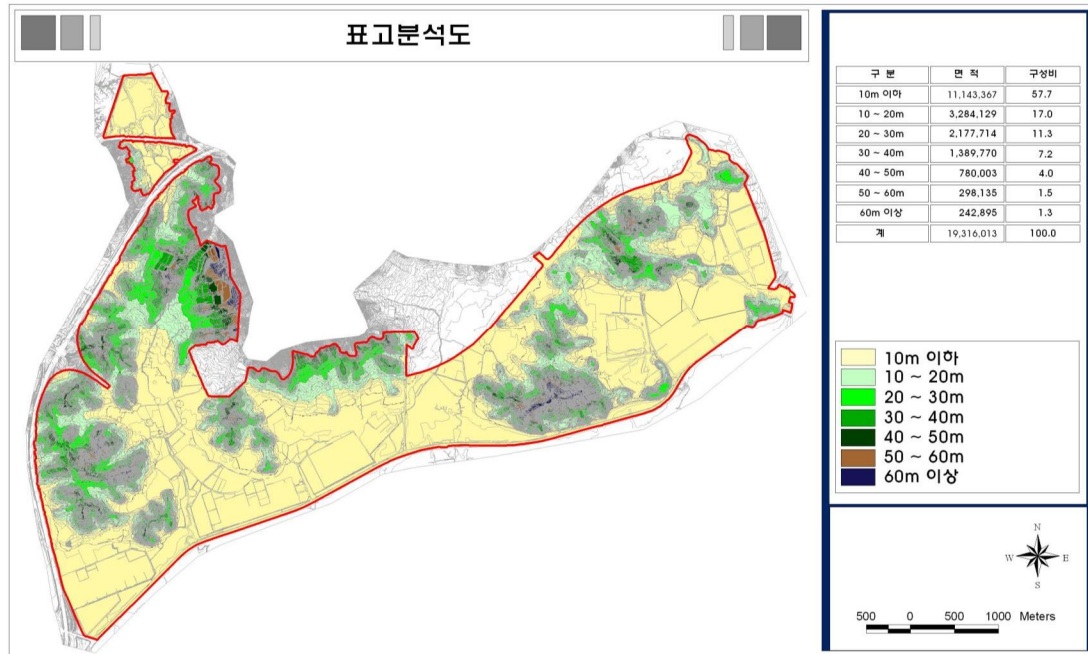 표고분석도
구 분 면 적 구성비
10m 이하 11,143,367 57.7
10 ~ 20m 3,284,129 17.0
20 ~ 30m 2,177,714 11.3
30 ~ 40m 1,389,770 7.2
40 ~ 50m 780,003 4.0
50 ~ 60m 298,135 1.5
60m 이상 242,895 1.3
계 19,316,013 100.0
10m 이하
10 ~ 20m
20 ~ 30m
30 ~ 40m
40 ~ 50m
50 ~ 60m
60m 이상
N
W E
S
500 0 500 1000 Meters